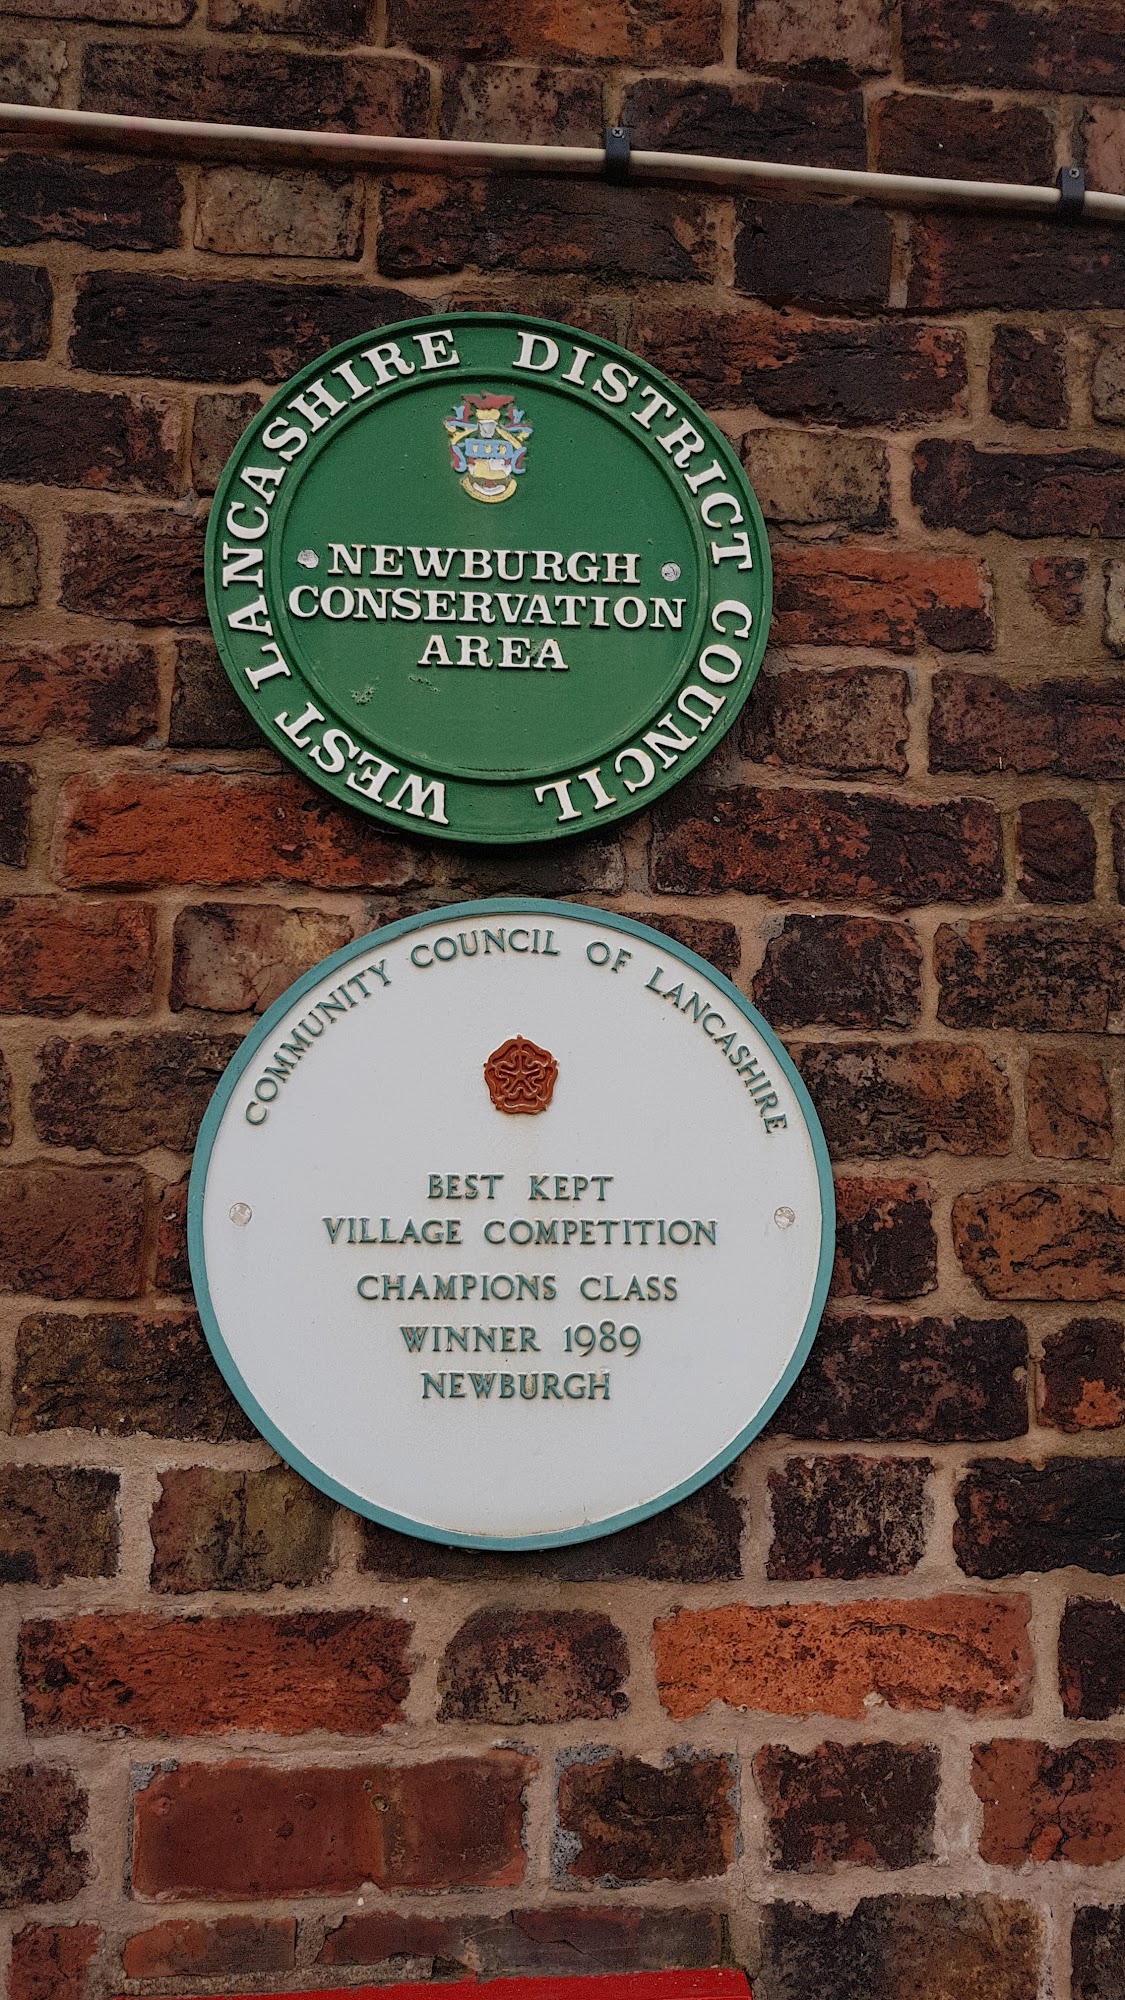 WEST LANCASHIRE DISTRICT COUNCIL
NEWBURGH
CONSERVATION
AREA
COMMUNITY COUNCIL OF LANCASHIRE
BEST KEPT
VILLAGE COMPETITION
CHAMPIONS CLASS
WINNER 1989
NEWBURGH